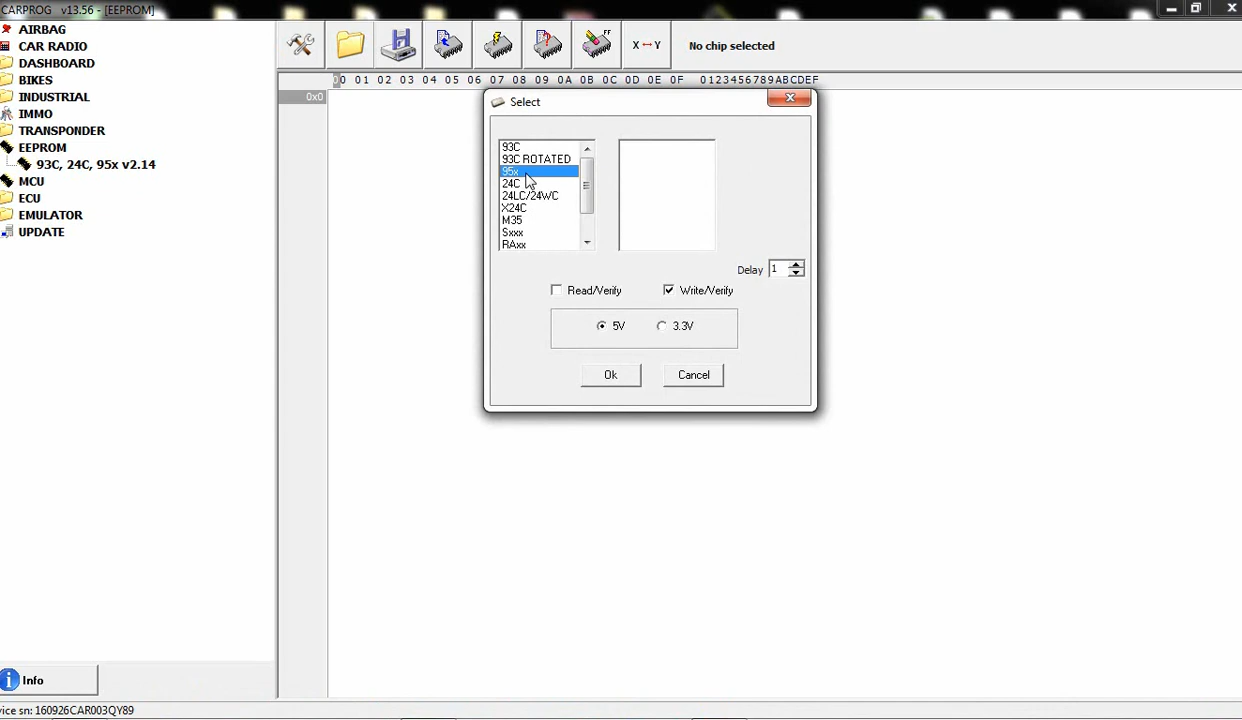 CARPROG v13.56 - [EEPROM]
AIRBAG
CAR RADIO
DASHBOARD
BIKES
INDUSTRIAL
IMMO
TRANSPONDER
EEPROM
93C, 24C, 95x v2.14
MCU
ECU
EMULATOR
UPDATE
Info
vice sn: 160926CAR003QY89
FF
X ↔ Y
No chip selected
00 01 02 03 04 05 06 07 08 09 0A 0B 0C 0D 0E 0F 0123456789ABCDEF
0x0
Select
93C
93C ROTATED
95x
24C
24LC/24WC
X24C
M35
Sxxx
RAxx
Delay 1
Read/Verify Write/Verify
5V 3.3V
Ok Cancel